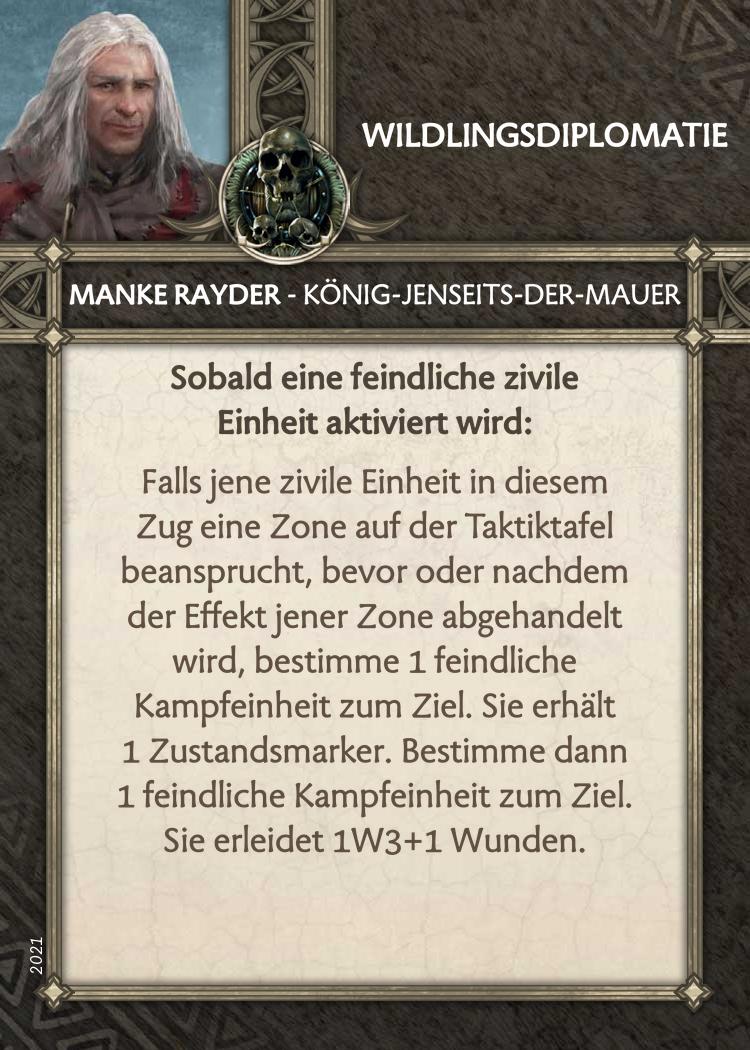 WILDLINGSDIPLOMATIE
MANKE RAYDER - KÖNIG-JENSEITS-DER-MAUER
Sobald eine feindliche zivile
Einheit aktiviert wird:
Falls jene zivile Einheit in diesem
Zug eine Zone auf der Taktiktafel
beansprucht, bevor oder nachdem
der Effekt jener Zone abgehandelt
wird, bestimme 1 feindliche
Kampfeinheit zum Ziel. Sie erhält
1 Zustandsmarker. Bestimme dann
1 feindliche Kampfeinheit zum Ziel.
Sie erleidet 1W3+1 Wunden.
2021